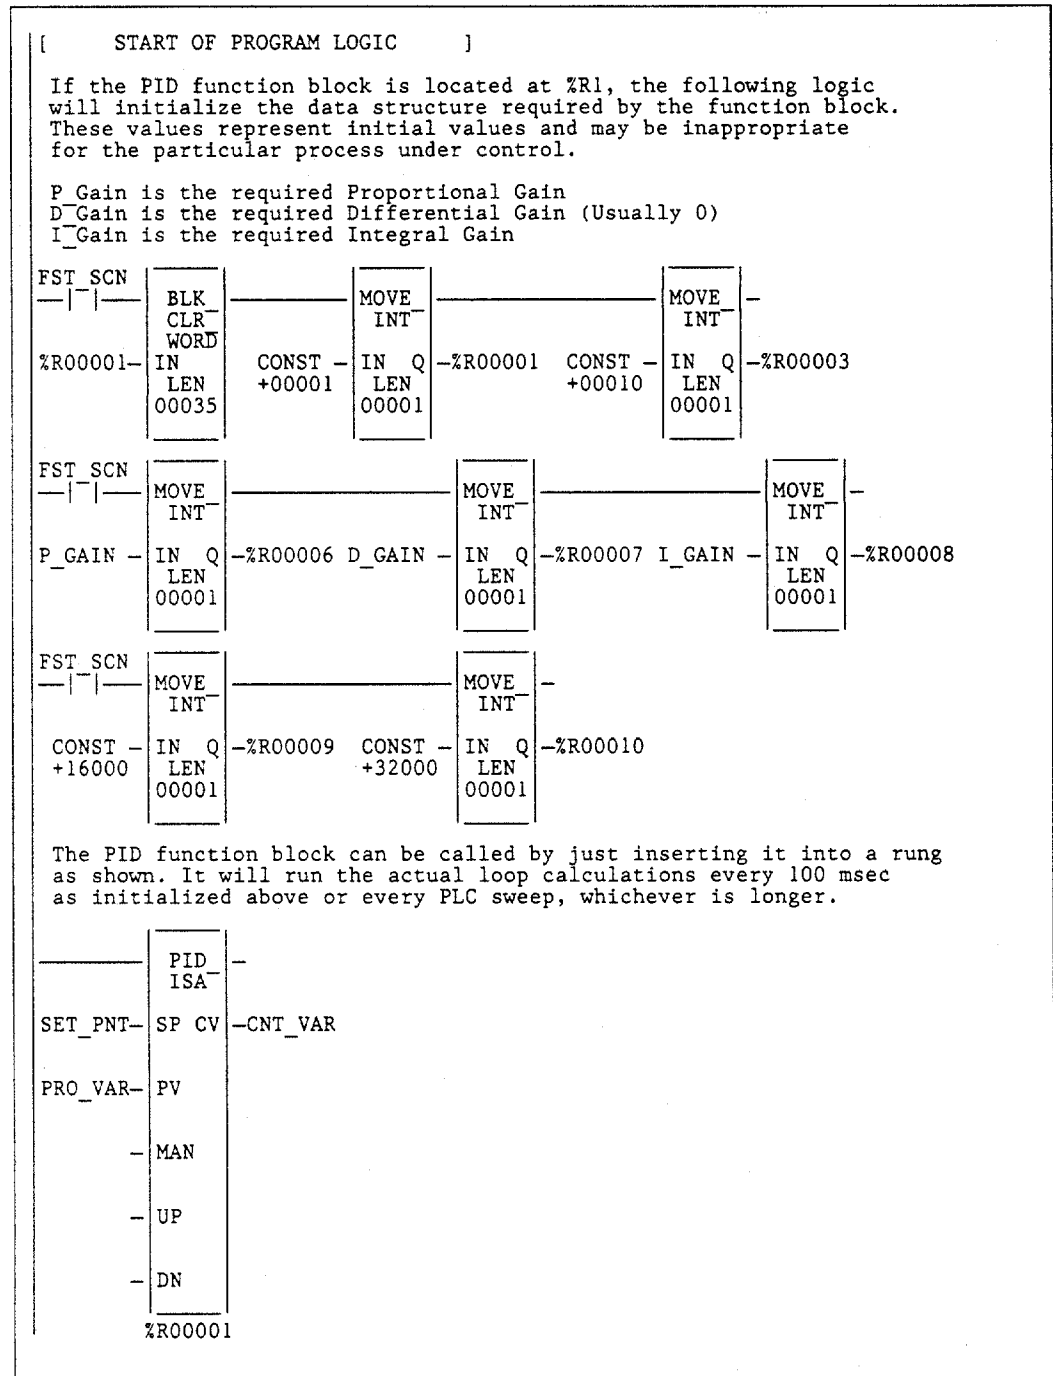 [ START OF PROGRAM LOGIC ]
If the PID function block is located at %R1, the following logic
will initialize the data structure required by the function block.
These values represent initial values and may be inappropriate
for the particular process under control.
P_Gain is the required Proportional Gain
D_Gain is the required Differential Gain (Usually 0)
I_Gain is the required Integral Gain
FST_SCN
BLK_ MOVE_ MOVE_
CLR_ INT INT
WORD
%R00001 IN CONST IN Q %R00001 CONST IN Q %R00003
LEN +00001 LEN +00010 LEN
00035 00001 00001
FST_SCN
MOVE_ MOVE_ MOVE_
INT INT INT
P_GAIN IN Q %R00006 D_GAIN IN Q %R00007 I_GAIN IN Q %R00008
LEN LEN LEN
00001 00001 00001
FST_SCN
MOVE_ MOVE_
INT INT
CONST IN Q %R00009 CONST IN Q %R00010
+16000 LEN +32000 LEN
00001 00001
The PID function block can be called by just inserting it into a rung
as shown. It will run the actual loop calculations every 100 msec
as initialized above or every PLC sweep, whichever is longer.
PID_
ISA
SET_PNT SP CV CNT_VAR
PRO_VAR PV
MAN
UP
DN
%R00001